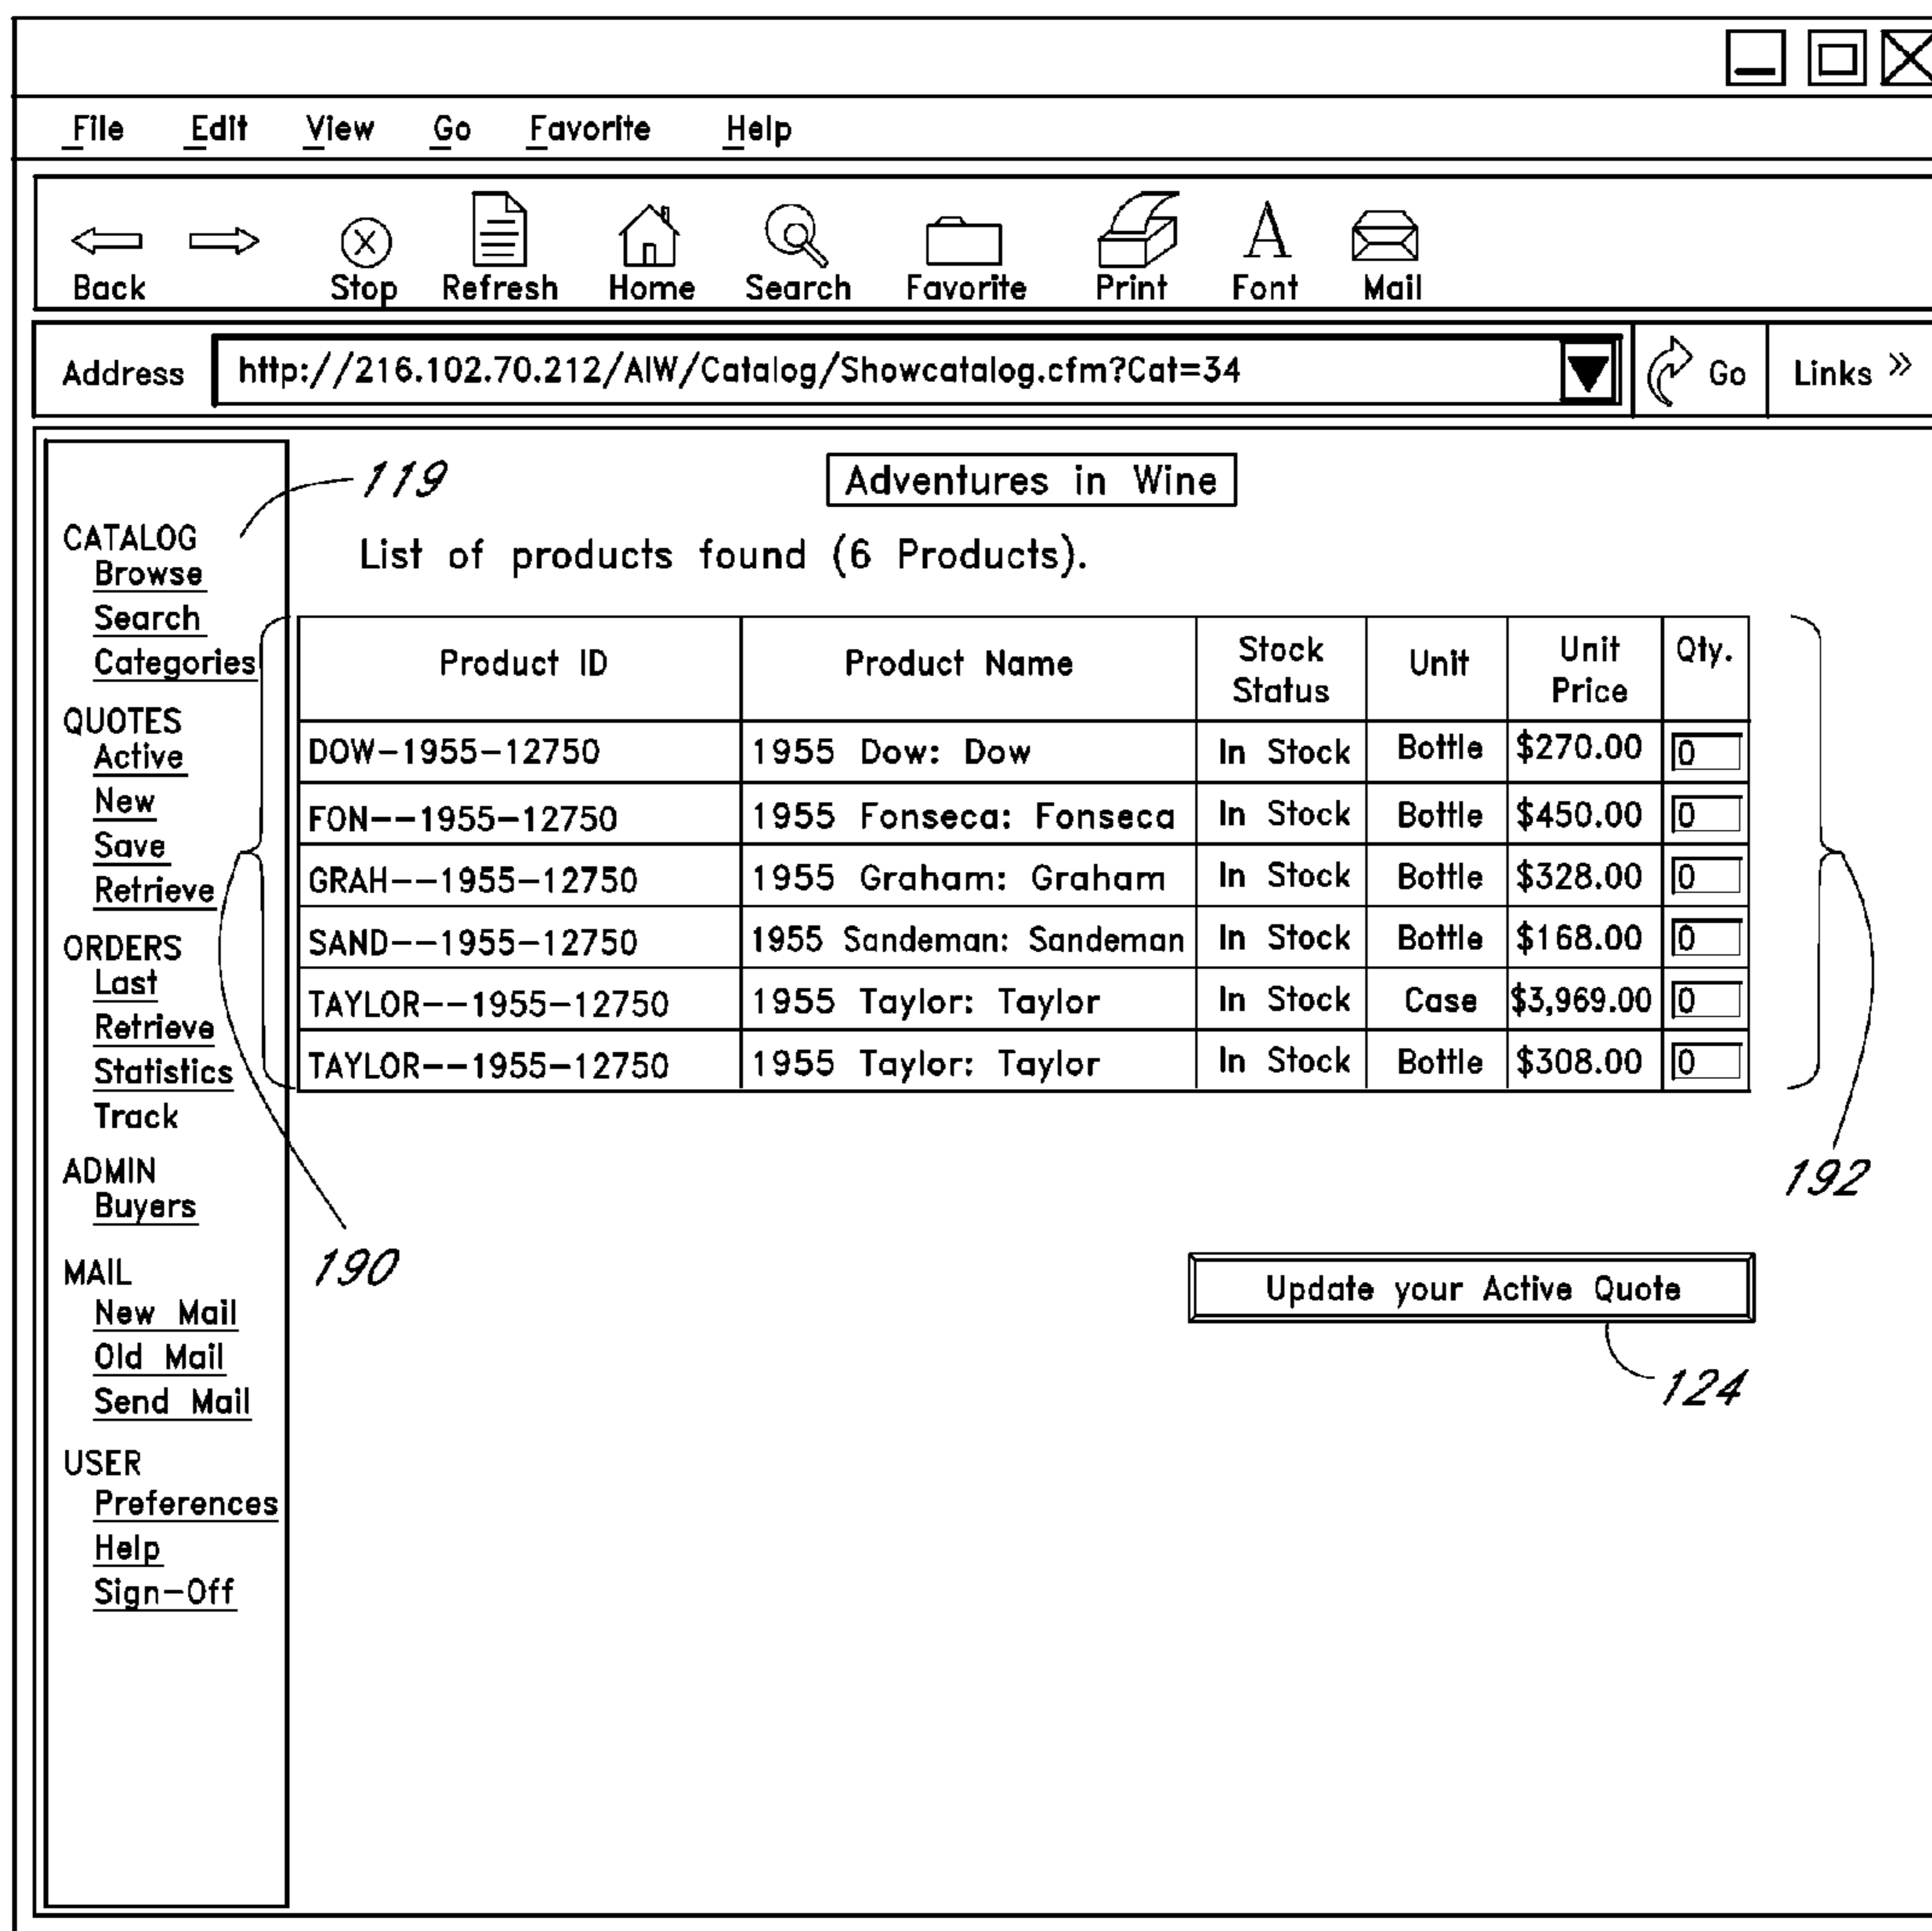 File Edit View Go Favorite Help
Back Stop Refresh Home Search Favorite Print Font Mail
Address http://216.102.70.212/AIW/Catalog/Showcatalog.cfm?Cat=34 Go Links »
119
Adventures in Wine
List of products found (6 Products).
CATALOG
Browse
Search
Categories
QUOTES
Active
New
Save
Retrieve
ORDERS
Last
Retrieve
Statistics
Track
ADMIN
Buyers
MAIL
New Mail
Old Mail
Send Mail
USER
Preferences
Help
Sign-Off
Product ID Product Name Stock Status Unit Unit Price Qty.
DOW-1955-12750 1955 Dow: Dow In Stock Bottle $270.00 0
FON--1955-12750 1955 Fonseca: Fonseca In Stock Bottle $450.00 0
GRAH--1955-12750 1955 Graham: Graham In Stock Bottle $328.00 0
SAND--1955-12750 1955 Sandeman: Sandeman In Stock Bottle $168.00 0
TAYLOR--1955-12750 1955 Taylor: Taylor In Stock Case $3,969.00 0
TAYLOR--1955-12750 1955 Taylor: Taylor In Stock Bottle $308.00 0
192
190
Update your Active Quote
124